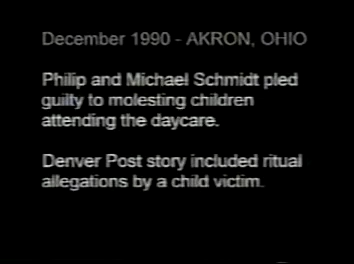 December 1990 - AKRON, OHIO
Philip and Michael Schmidt pled
guilty to molesting children
attending the daycare.
Denver Post story included ritual
allegations by a child victim.